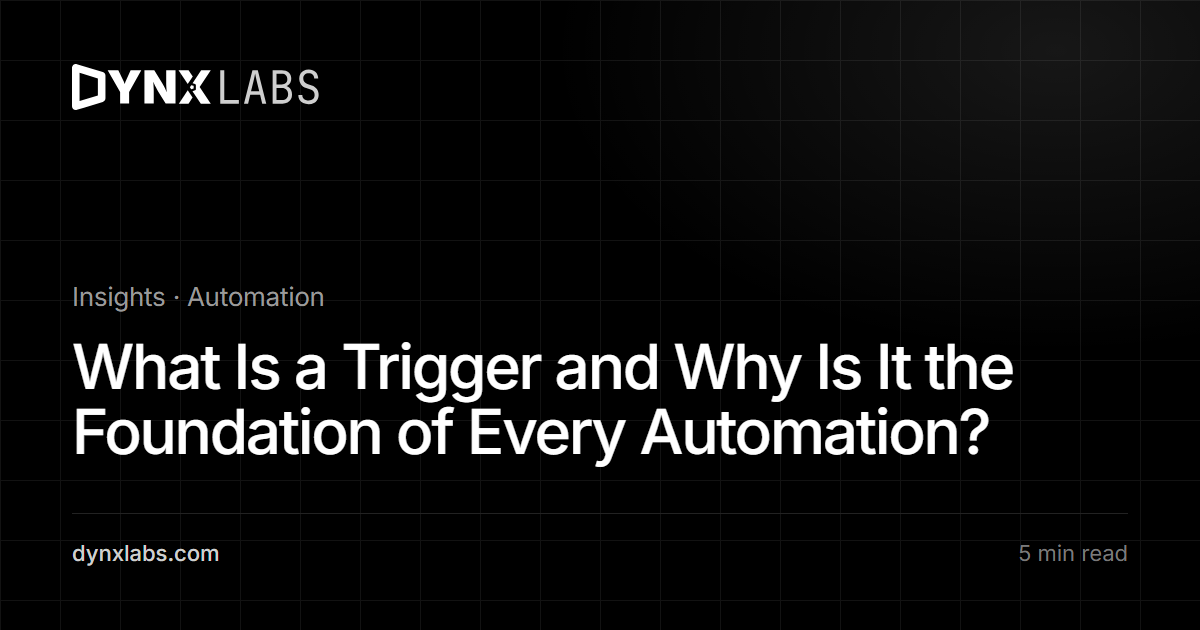 DYNX LABS
Insights · Automation
What Is a Trigger and Why Is It the
Foundation of Every Automation?
dynxlabs.com
5 min read